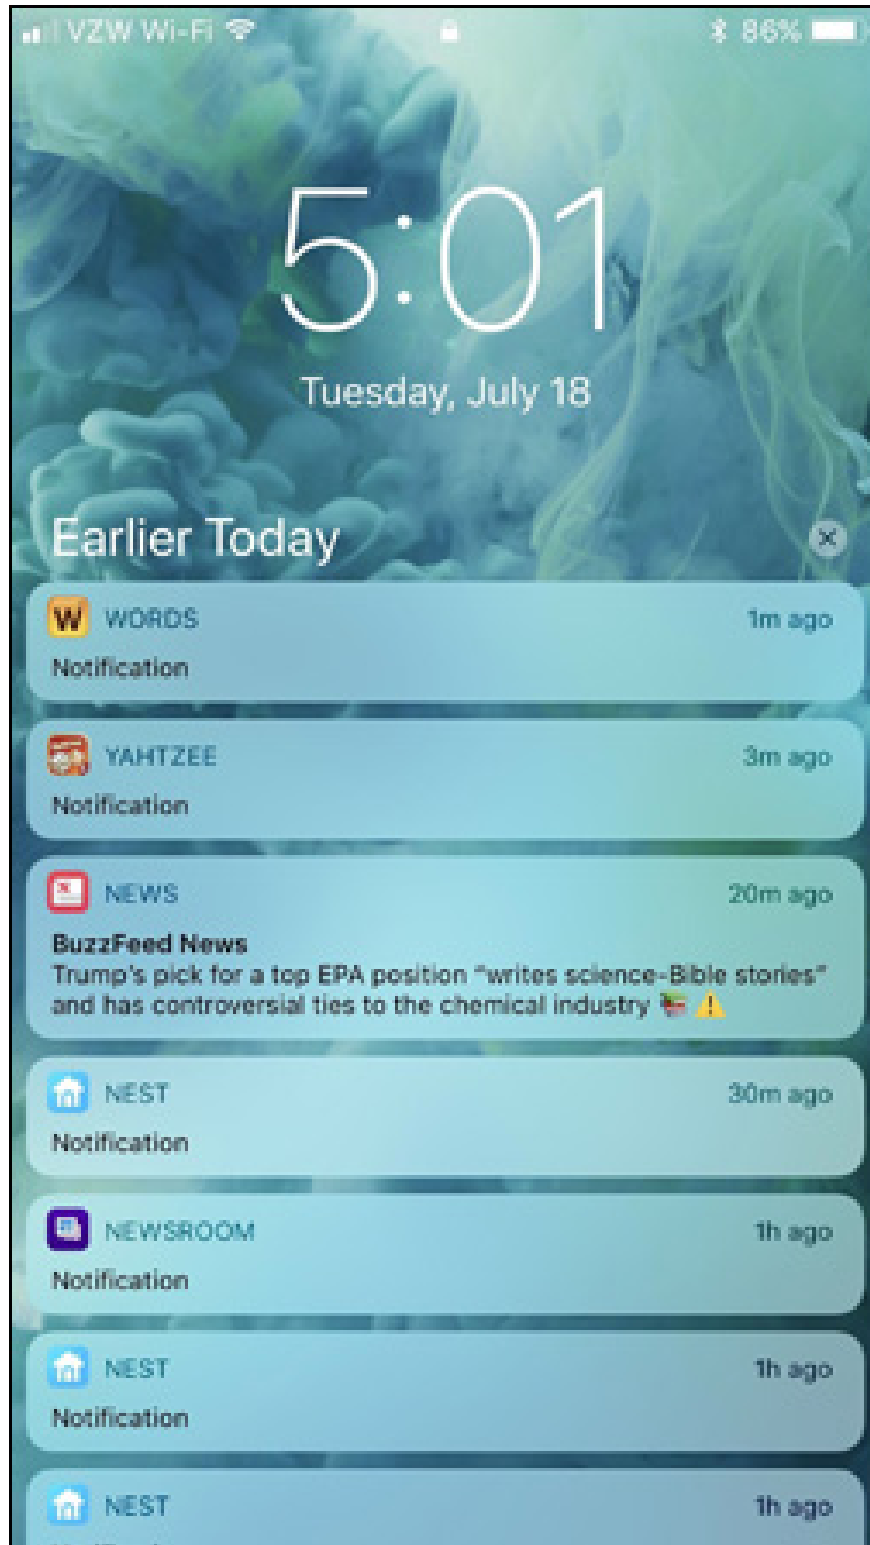 VZW Wi-Fi 86%
5:01
Tuesday, July 18
Earlier Today
WORDS 1m ago
Notification
YAHTZEE 3m ago
Notification
NEWS 20m ago
BuzzFeed News
Trump's pick for a top EPA position "writes science-Bible stories"
and has controversial ties to the chemical industry ⚠️
NEST 30m ago
Notification
NEWSROOM 1h ago
Notification
NEST 1h ago
Notification
NEST 1h ago